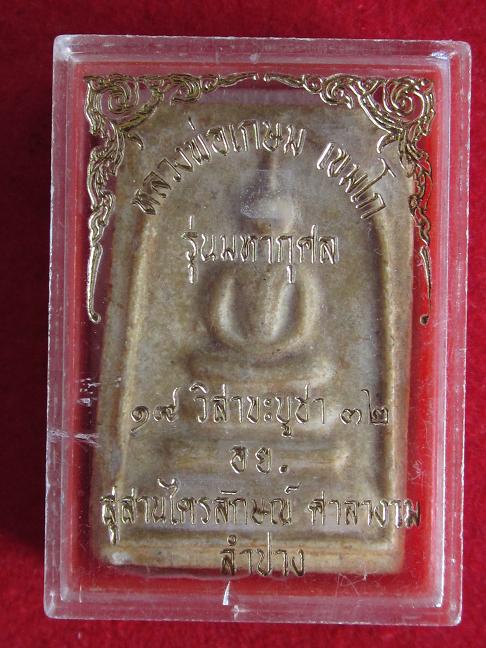 หลวงพ่อเกษม เขมโก
รุ่นมหากุศล
๑๙ วิสาขะบูชา ๓๒
อ ย.
สุสานไตรลักษณ์ ศาลางาม
ลำปาง